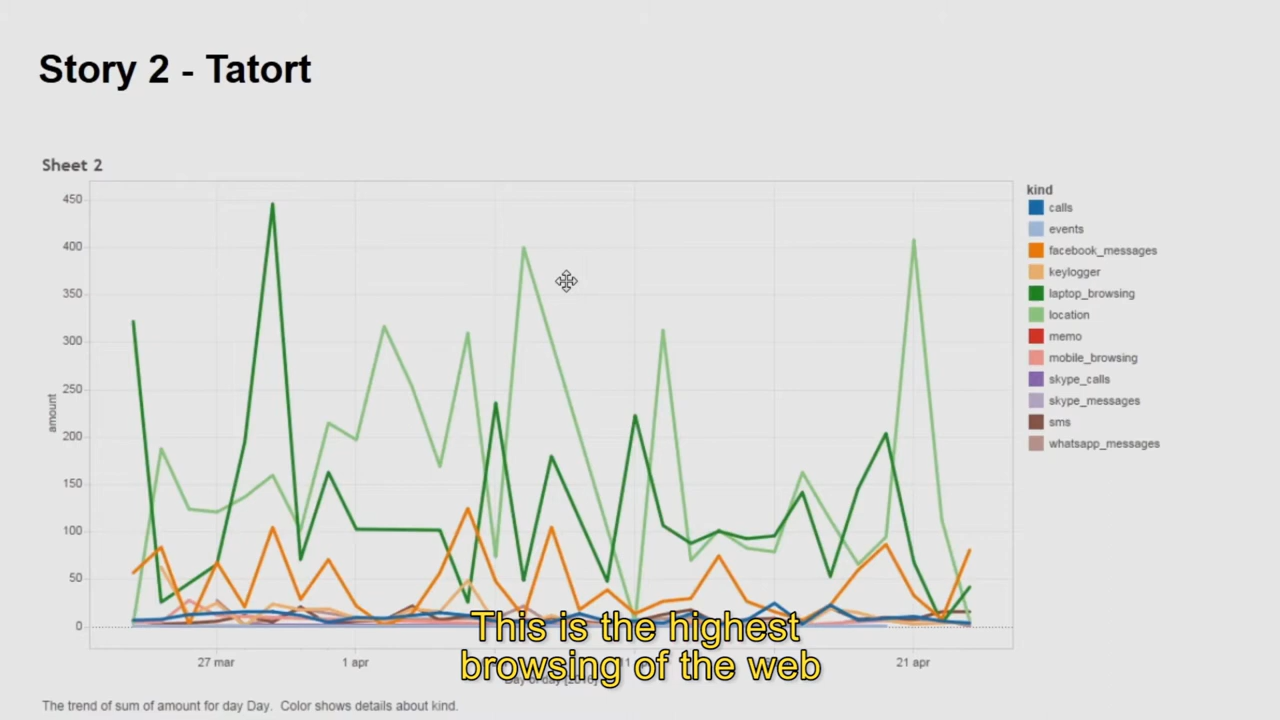 Story 2 - Tatort
Sheet 2
450
400
350
300
250
200
150
100
50
0
amount
27 mar
1 apr
21 apr
kind
calls
events
facebook_messages
keylogger
laptop_browsing
location
memo
mobile_browsing
skype_calls
skype_messages
sms
whatsapp_messages
This is the highest
browsing of the web
The trend of sum of amount for day Day. Color shows details about kind.